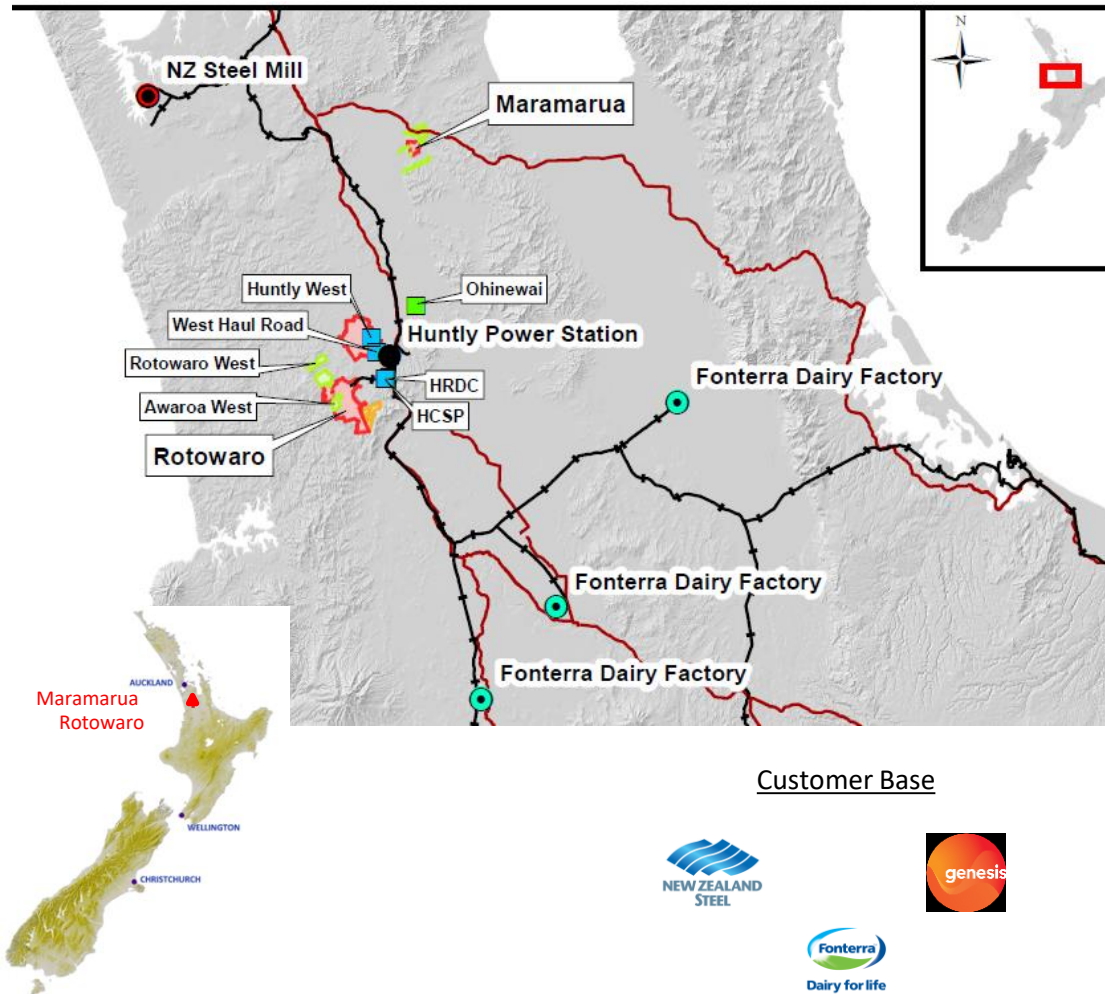 N
NZ Steel Mill
Maramarua
Huntly West
Ohinewai
West Haul Road
Huntly Power Station
Rotowaro West
HRDC
Fonterra Dairy Factory
Awaroa West
HCSP
Rotowaro
Fonterra Dairy Factory
Fonterra Dairy Factory
AUCKLAND
Maramarua
Rotowaro
WELLINGTON
CHRISTCHURCH
Customer Base
NEW ZEALAND
STEEL
genesis
Fonterra
Dairy for life